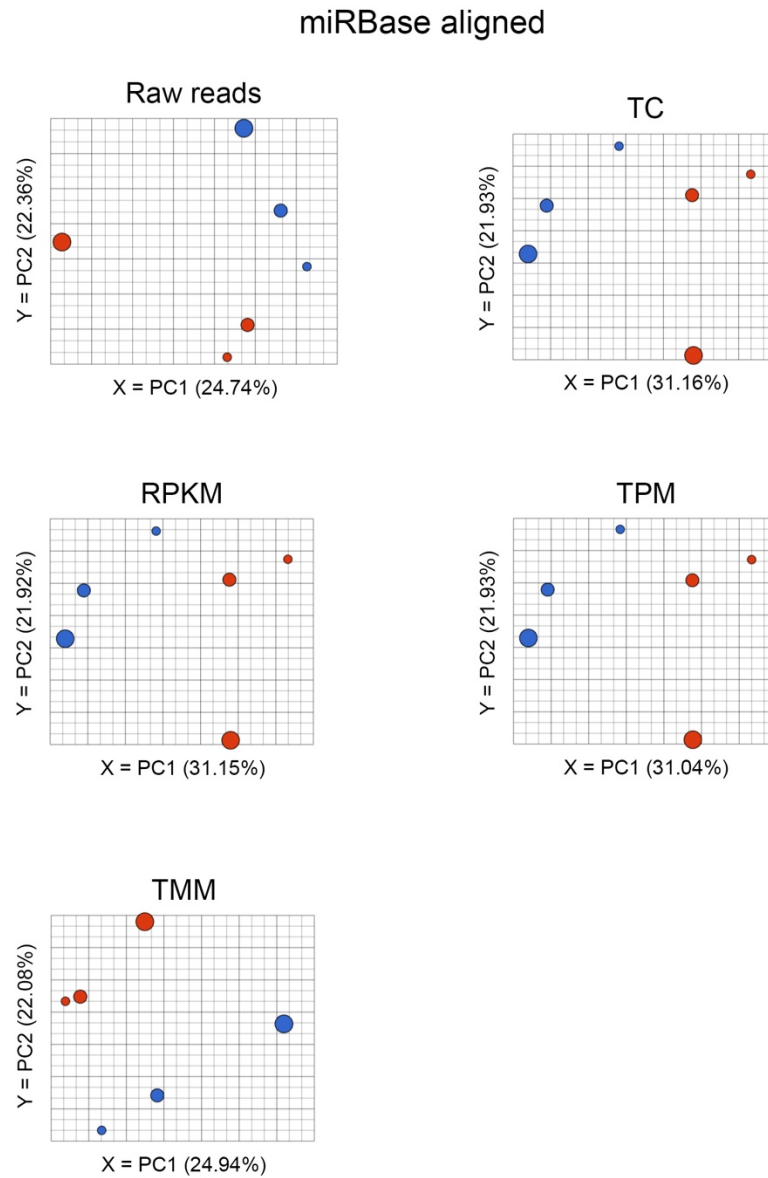 miRBase aligned
Raw reads
Y = PC2 (22.36%)
X = PC1 (24.74%)
TC
Y = PC2 (21.93%)
X = PC1 (31.16%)
RPKM
Y = PC2 (21.92%)
X = PC1 (31.15%)
TPM
Y = PC2 (21.93%)
X = PC1 (31.04%)
TMM
Y = PC2 (22.08%)
X = PC1 (24.94%)